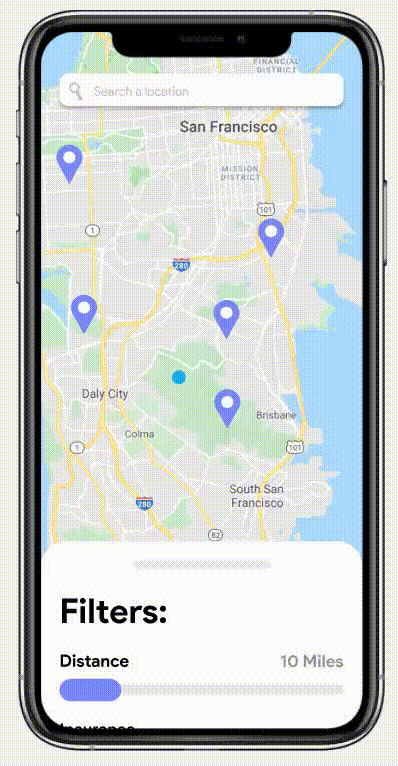 FINANCIAL
DISTRICT
Search a location
San Francisco
MISSION
DISTRICT
101
1
280
Daly City
Brisbane
Colma
1
101
South San
Francisco
280
82
Filters:
Distance 10 Miles
Insurance